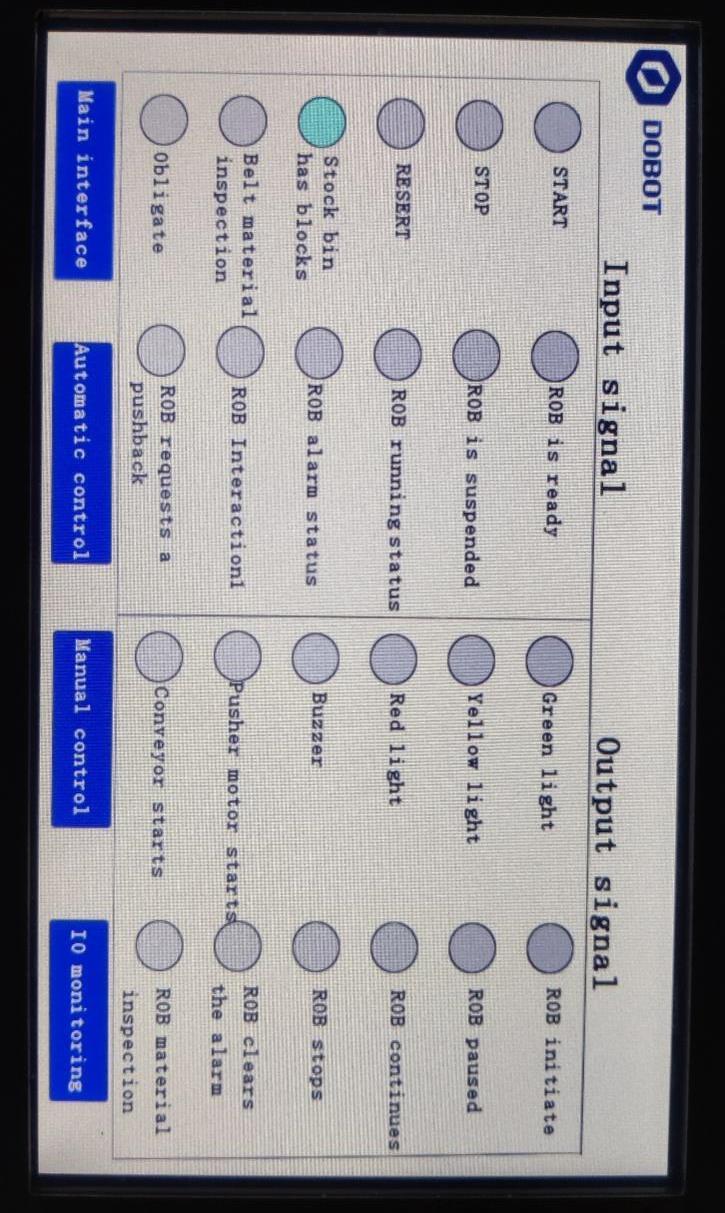 DOBOT
Input signal
Output signal
START
ROB is ready
Green light
ROB initiate
STOP
ROB is suspended
Yellow light
ROB paused
RESERT
ROB running status
Red light
ROB continues
Stock bin
has blocks
ROB alarm status
Buzzer
ROB stops
Belt material
inspection
ROB Interaction1
Pusher motor starts
ROB clears
the alarm
Obligate
ROB requests a
pushback
Conveyor starts
ROB material
inspection
Main interface
Automatic control
Manual control
IO monitoring